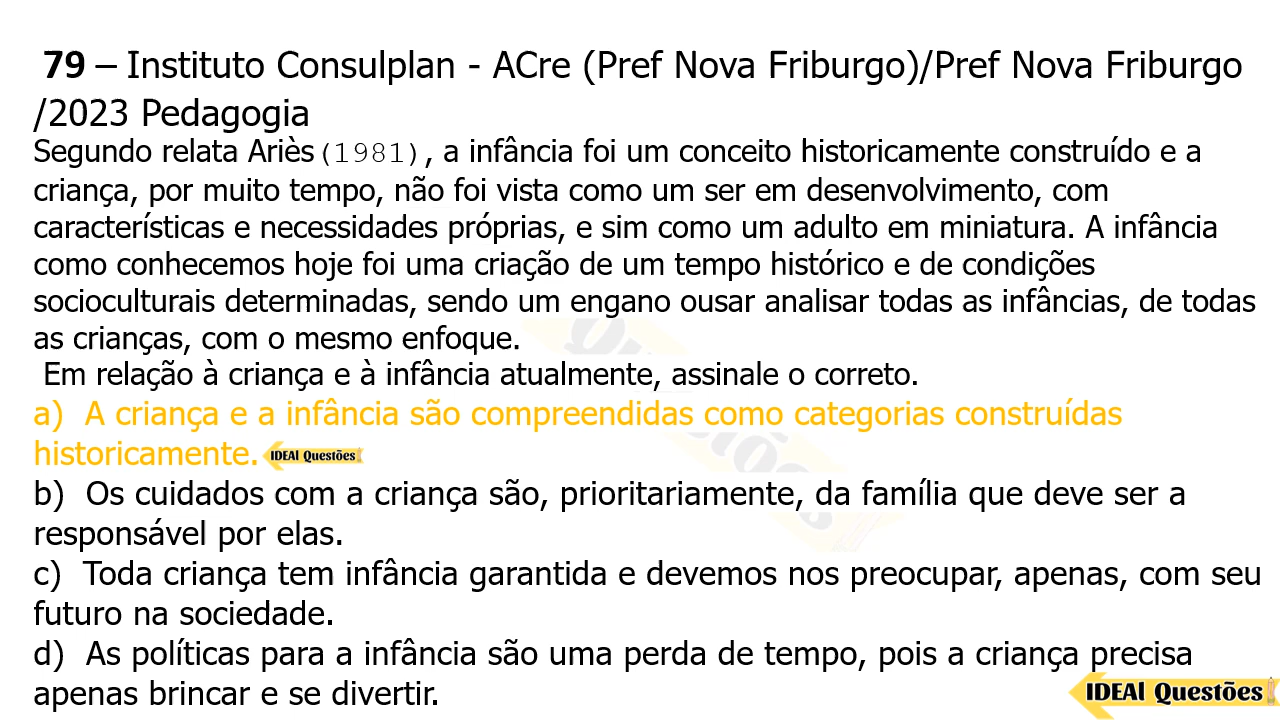 79 – Instituto Consulplan - ACre (Pref Nova Friburgo)/Pref Nova Friburgo
/2023 Pedagogia
Segundo relata Ariès(1981), a infância foi um conceito historicamente construído e a
criança, por muito tempo, não foi vista como um ser em desenvolvimento, com
características e necessidades próprias, e sim como um adulto em miniatura. A infância
como conhecemos hoje foi uma criação de um tempo histórico e de condições
socioculturais determinadas, sendo um engano ousar analisar todas as infâncias, de todas
as crianças, com o mesmo enfoque.
Em relação à criança e à infância atualmente, assinale o correto.
a) A criança e a infância são compreendidas como categorias construídas
historicamente. IDEAl Questões
b) Os cuidados com a criança são, prioritariamente, da família que deve ser a
responsável por elas.
c) Toda criança tem infância garantida e devemos nos preocupar, apenas, com seu
futuro na sociedade.
d) As políticas para a infância são uma perda de tempo, pois a criança precisa
apenas brincar e se divertir.
IDEAl Questões